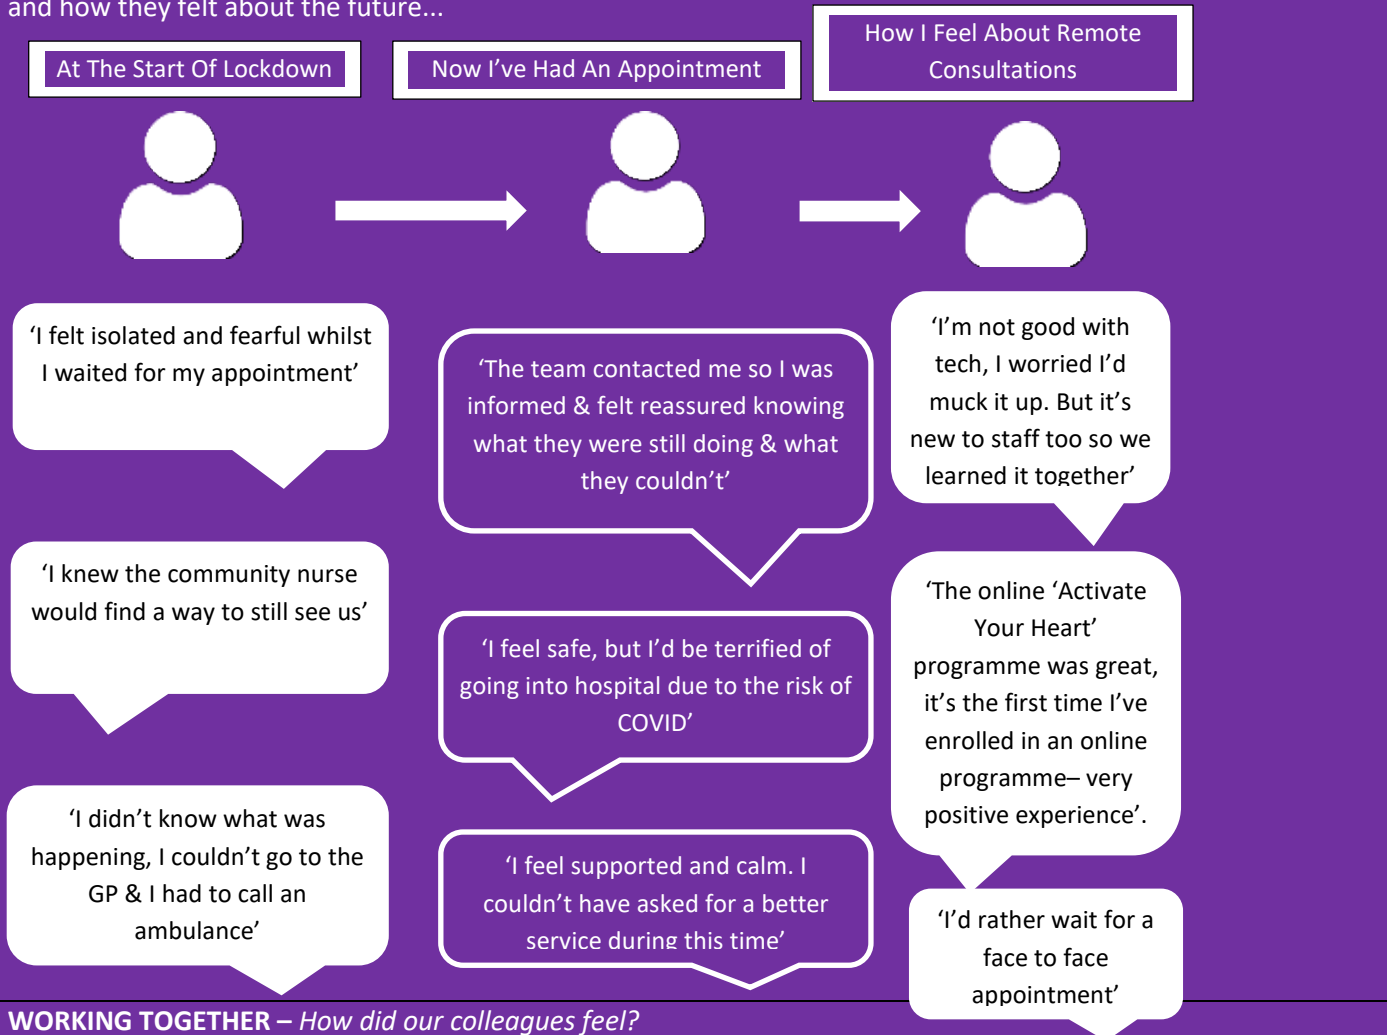 and how they felt about the future...
At The Start Of Lockdown
Now I’ve Had An Appointment
How I Feel About Remote
Consultations
‘I felt isolated and fearful whilst
I waited for my appointment’
‘I knew the community nurse
would find a way to still see us’
‘I didn’t know what was
happening, I couldn’t go to the
GP & I had to call an
ambulance’
‘The team contacted me so I was
informed & felt reassured knowing
what they were still doing & what
they couldn’t’
‘I feel safe, but I’d be terrified of
going into hospital due to the risk of
COVID’
‘I feel supported and calm. I
couldn’t have asked for a better
service during this time’
‘I’m not good with
tech, I worried I’d
muck it up. But it’s
new to staff too so we
learned it together’
‘The online ‘Activate
Your Heart’
programme was great,
it’s the first time I’ve
enrolled in an online
programme– very
positive experience’.
‘I’d rather wait for a
face to face
appointment’
WORKING TOGETHER – How did our colleagues feel?